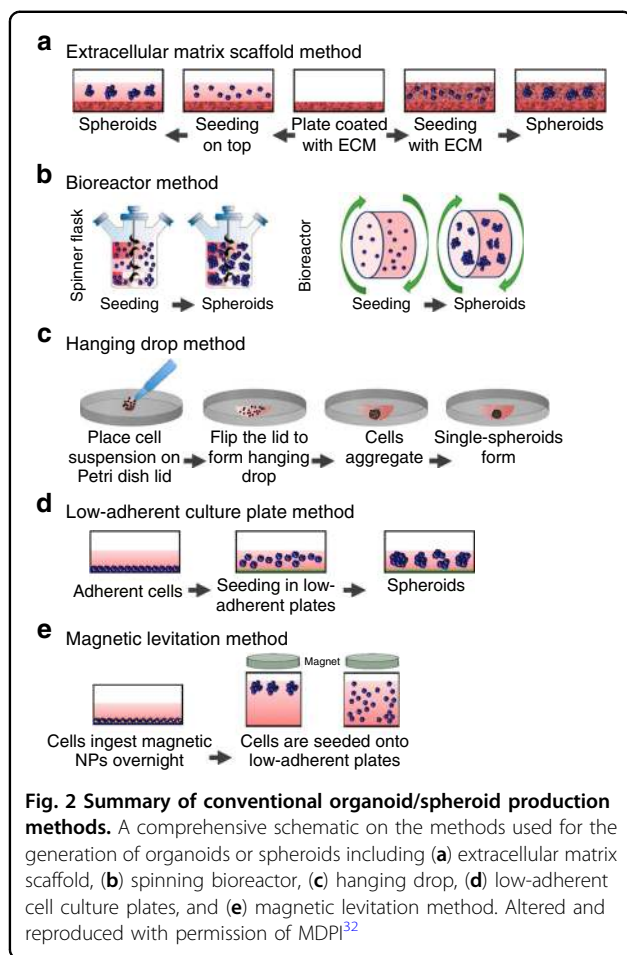 a
Extracellular matrix scaffold method
Spheroids
Seeding on top
Plate coated with ECM
Seeding with ECM
Spheroids
b
Bioreactor method
Spinner flask
Seeding
Spheroids
Bioreactor
Seeding
Spheroids
c
Hanging drop method
Place cell
suspension on
Petri dish lid
Flip the lid to
form hanging
drop
Cells
aggregate
Single-spheroids
form
d
Low-adherent culture plate method
Adherent cells
Seeding in low-
adherent plates
Spheroids
e
Magnetic levitation method
Magnet
Cells ingest magnetic
NPs overnight
Cells are seeded onto
low-adherent plates
Fig. 2 Summary of conventional organoid/spheroid production
methods. A comprehensive schematic on the methods used for the
generation of organoids or spheroids including (a) extracellular matrix
scaffold, (b) spinning bioreactor, (c) hanging drop, (d) low-adherent
cell culture plates, and (e) magnetic levitation method. Altered and
reproduced with permission of MDPI32